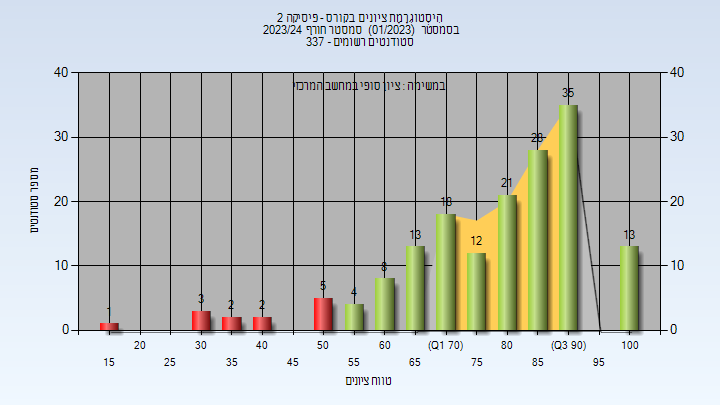 היסטוגרמת ציונים בקורס - פיסיקה 2
בסמסטר (01/2023) סמסטר חורף 2023/24
סטודנטים רשומים - 337
במשימה : ציון סופי במחשב המרכזי
מספר סטודנטים
40 40
30 30
20 20
10 10
0 0
1 3 2 2 5 4 8 13 18 12 21 28 35 13
20 30 40 50 60 (Q1 70) 80 (Q3 90) 100
15 25 35 45 55 65 75 85 95
טווח ציונים